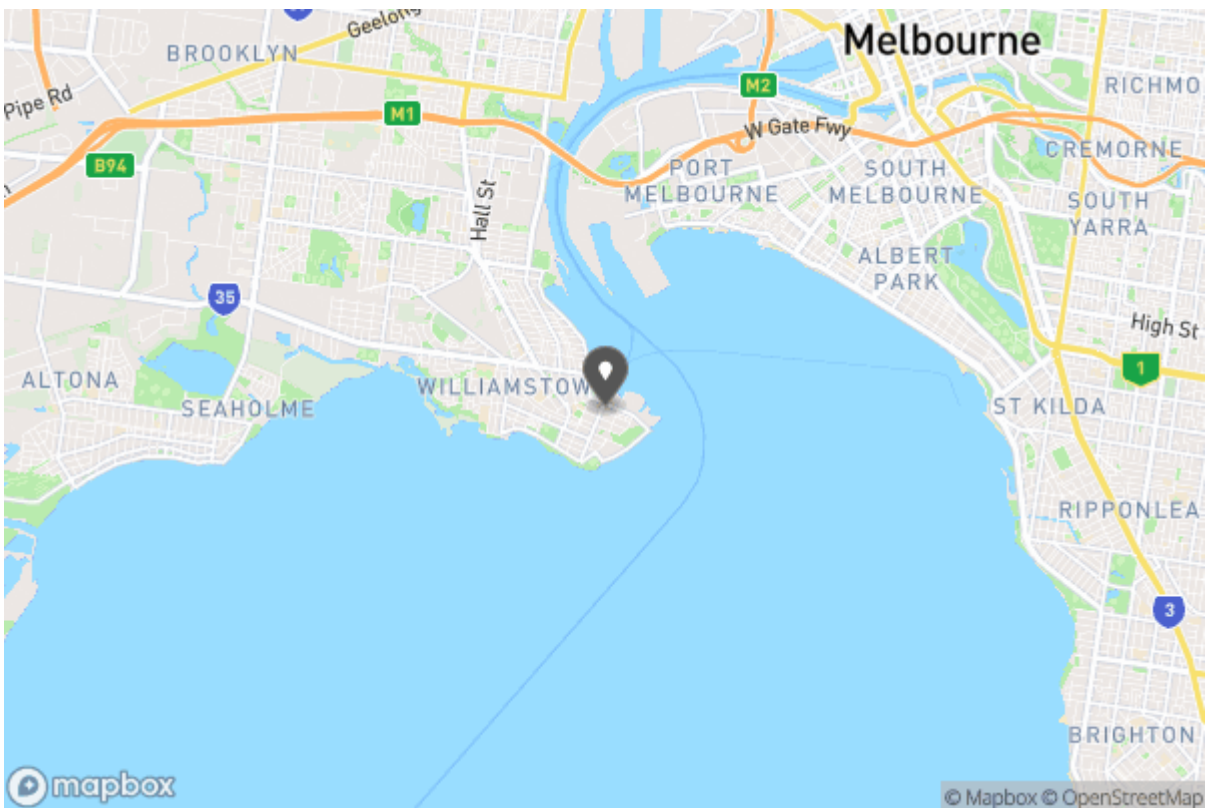 Geelong
BROOKLYN
Melbourne
Pipe Rd
M1
M2
RICHMO
W Gate Fwy
B94
CREMORNE
PORT
MELBOURNE
SOUTH
MELBOURNE
SOUTH
YARRA
Hall St
ALBERT
PARK
35
High St
1
ALTONA
WILLIAMSTOW
SEAHOLME
ST KILDA
RIPPONLEA
3
BRIGHTON
mapbox
© Mapbox © OpenStreetMap